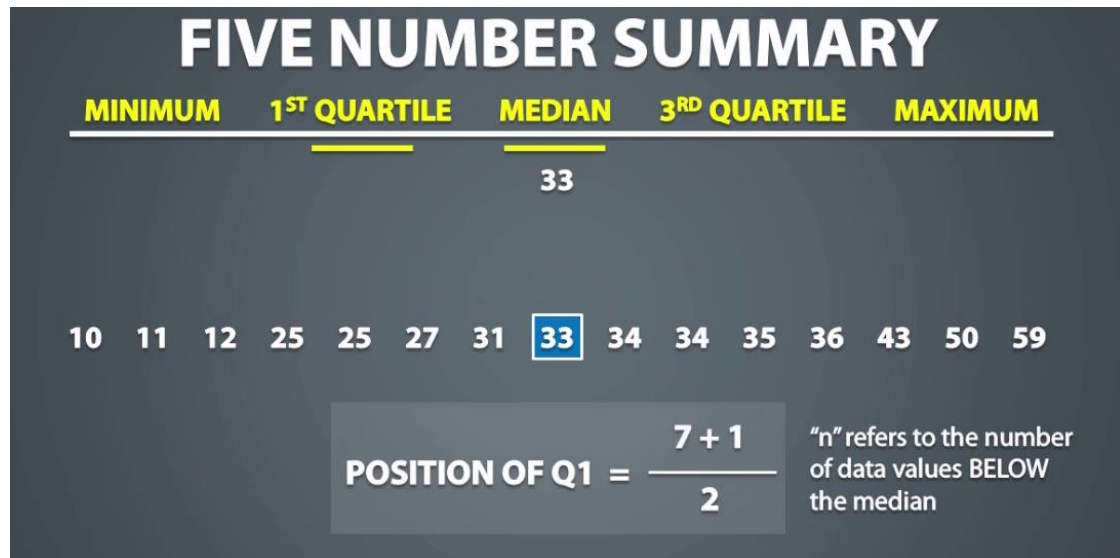 FIVE NUMBER SUMMARY
MINIMUM 1ST QUARTILE MEDIAN 3RD QUARTILE MAXIMUM
33
10 11 12 25 25 27 31 33 34 34 35 36 43 50 59
POSITION OF Q1 = 7 + 1
2
"n" refers to the number
of data values BELOW
the median